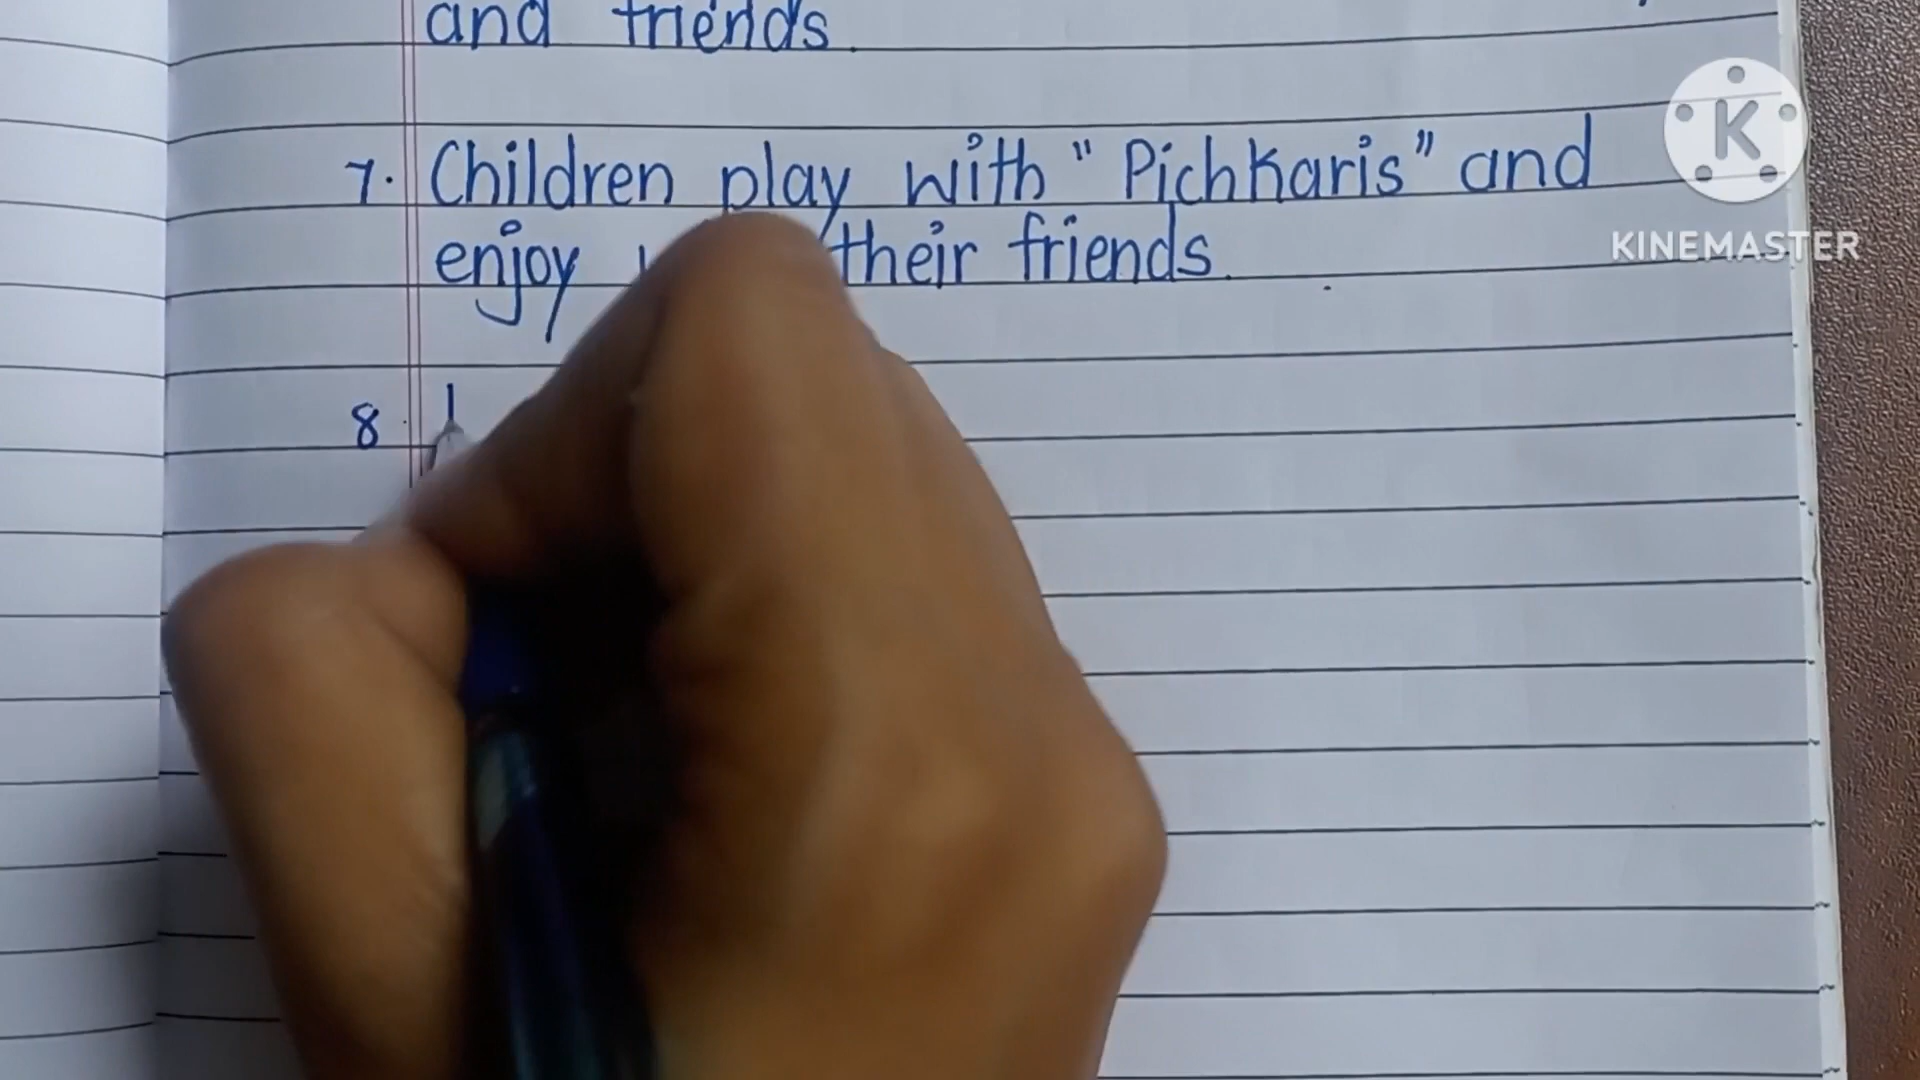 and friends.
7. Children play with "Pichkaris" and
enjoy their friends.
8
K
KINEMASTER